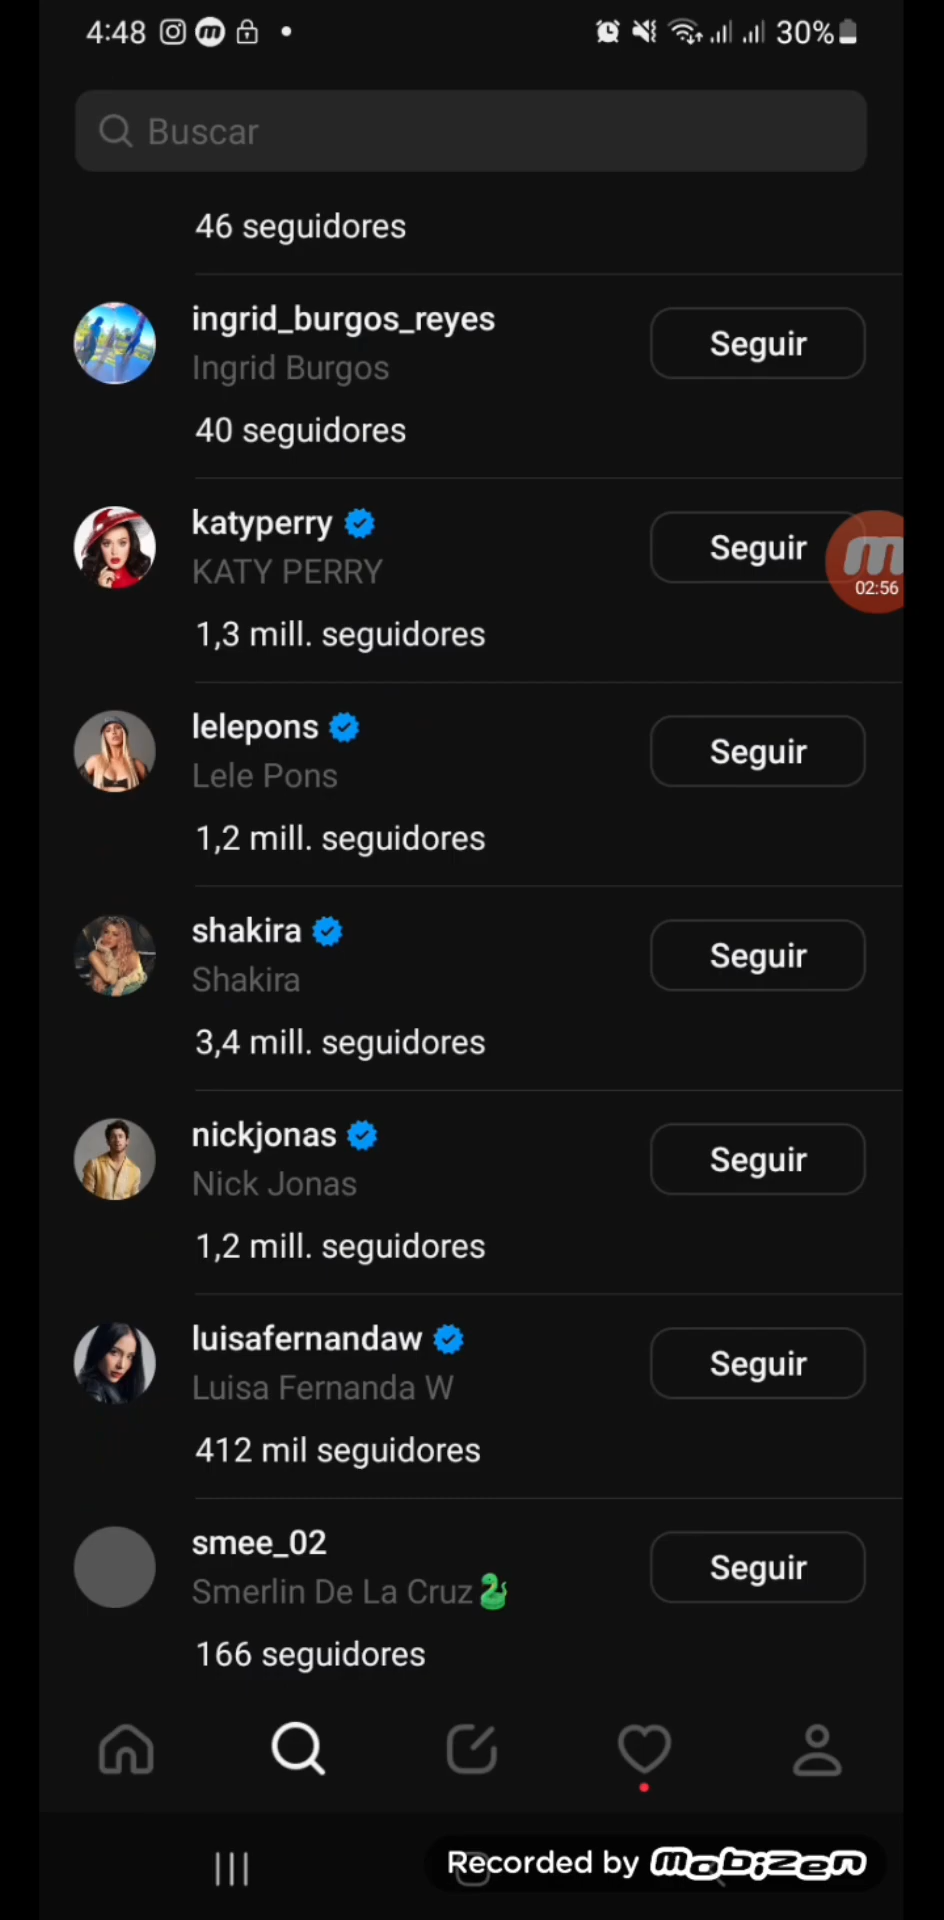 4:48
30%
Buscar
46 seguidores
ingrid_burgos_reyes
Seguir
Ingrid Burgos
40 seguidores
katyperry
Seguir
KATY PERRY
02:56
1,3 mill. seguidores
lelepons
Seguir
Lele Pons
1,2 mill. seguidores
shakira
Seguir
Shakira
3,4 mill. seguidores
nickjonas
Seguir
Nick Jonas
1,2 mill. seguidores
luisafernandaw
Seguir
Luisa Fernanda W
412 mil seguidores
smee_02
Seguir
Smerlin De La Cruz🐍
166 seguidores
Recorded by mobizen